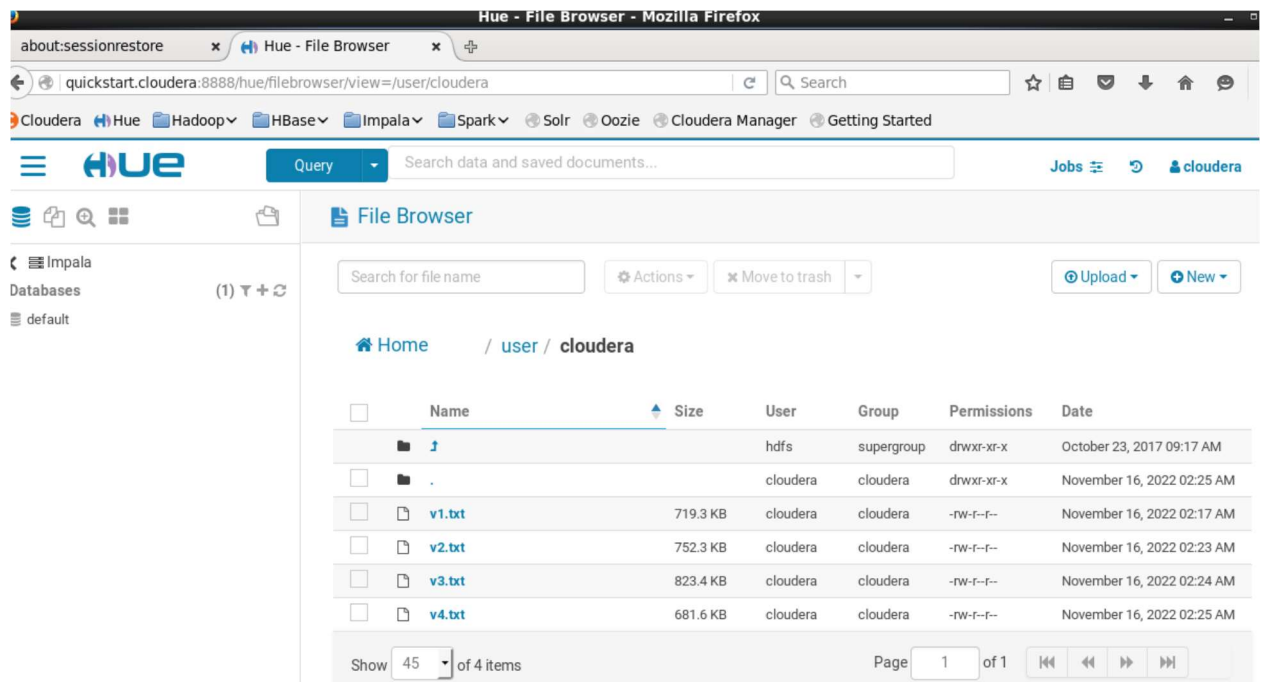 Hue - File Browser - Mozilla Firefox
about:sessionrestore Hue - File Browser
quickstart.cloudera:8888/hue/filebrowser/view=/user/cloudera Search
Cloudera Hue Hadoop HBase Impala Spark Solr Oozie Cloudera Manager Getting Started
HUE Query Search data and saved documents... Jobs cloudera
File Browser
Impala
Databases (1)
default
Search for file name Actions Move to trash Upload New
Home / user / cloudera
Name Size User Group Permissions Date
hdfs supergroup drwxr-xr-x October 23, 2017 09:17 AM
. cloudera cloudera drwxr-xr-x November 16, 2022 02:25 AM
v1.txt 719.3 KB cloudera cloudera -rw-r--r-- November 16, 2022 02:17 AM
v2.txt 752.3 KB cloudera cloudera -rw-r--r-- November 16, 2022 02:23 AM
v3.txt 823.4 KB cloudera cloudera -rw-r--r-- November 16, 2022 02:24 AM
v4.txt 681.6 KB cloudera cloudera -rw-r--r-- November 16, 2022 02:25 AM
Show 45 of 4 items Page 1 of 1